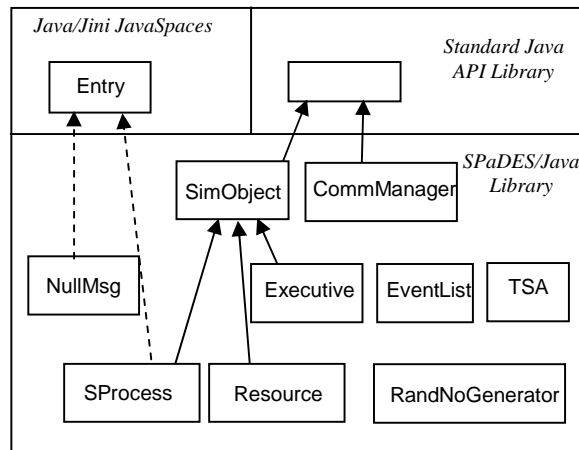 Java/Jini JavaSpaces
Standard Java
API Library
Entry
SPaDES/Java
Library
SimObject
CommManager
NullMsg
Executive
EventList
TSA
SProcess
Resource
RandNoGenerator